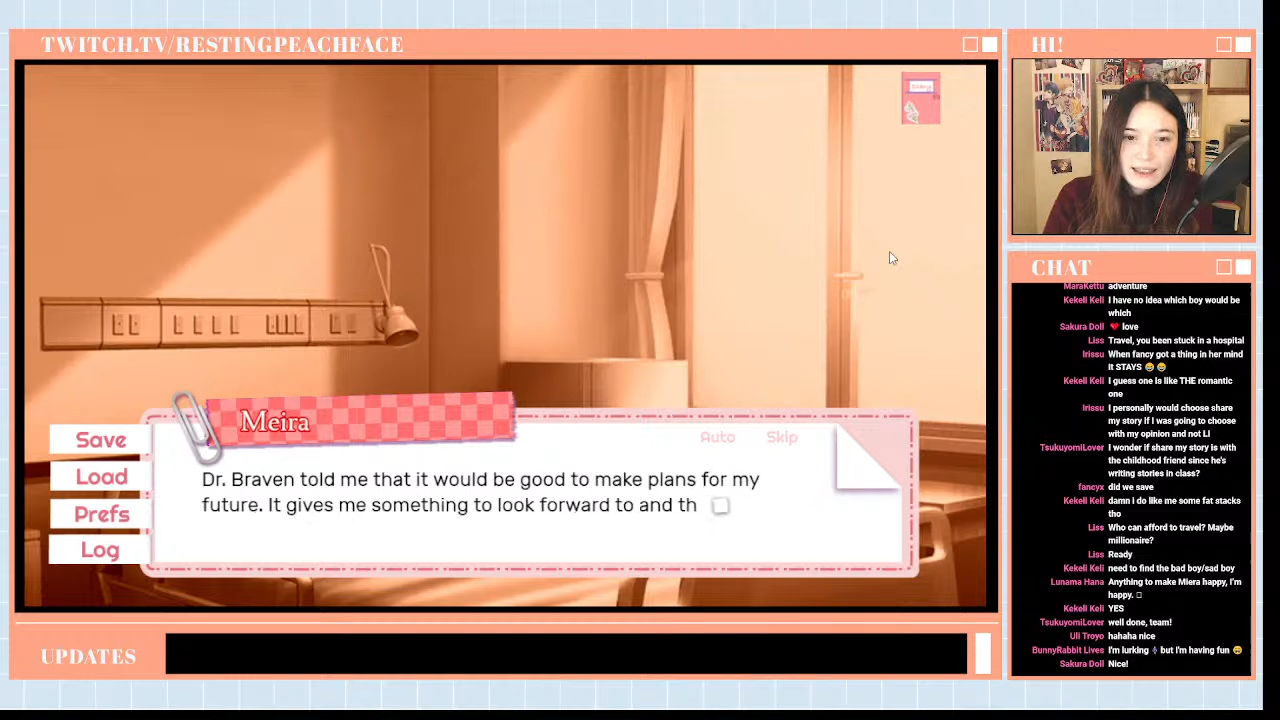 TWITCH.TV/RESTINGPEACHFACE
HI!
Meira
Save
Load
Prefs
Log
Auto
Skip
Dr. Braven told me that it would be good to make plans for my
future. It gives me something to look forward to and th
UPDATES
CHAT
MaraKettu adventure
Kekeli Keli I have no idea which boy would be
which
Sakura Doll ❤️ love
Liss Travel, you been stuck in a hospital
Irissu When fancy got a thing in her mind
it STAYS 😂 😂
Kekeli Keli I guess one is like THE romantic
one
Irissu I personally would choose share
my story if I was going to choose
with my opinion and not LI
TsukuyomiLover I wonder if share my story is with
the childhood friend since he's
writing stories in class?
fancyx did we save
Kekeli Keli damn I do like me some fat stacks
tho
Liss Who can afford to travel? Maybe
millionaire?
Liss Ready
Kekeli Keli need to find the bad boy/sad boy
Lunama Hana Anything to make Miera happy, I'm
happy.
Kekeli Keli YES
TsukuyomiLover well done, team!
Uli Troyo hahaha nice
BunnyRabbit Lives I'm lurking but I'm having fun
Sakura Doll Nice!